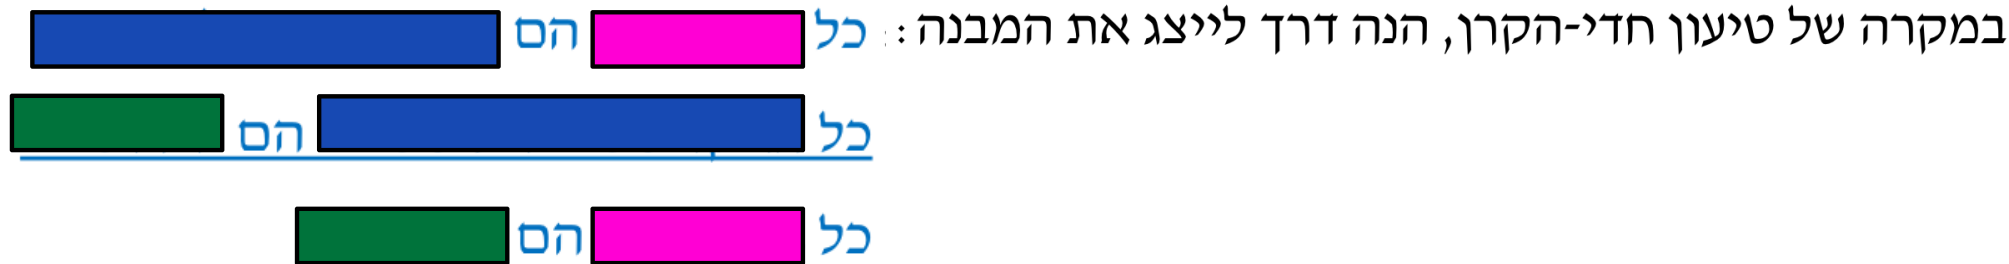 במקרה של טיעון חדי-הקרן, הנה דרך לייצג את המבנה: כל הם
כל הם
כל הם